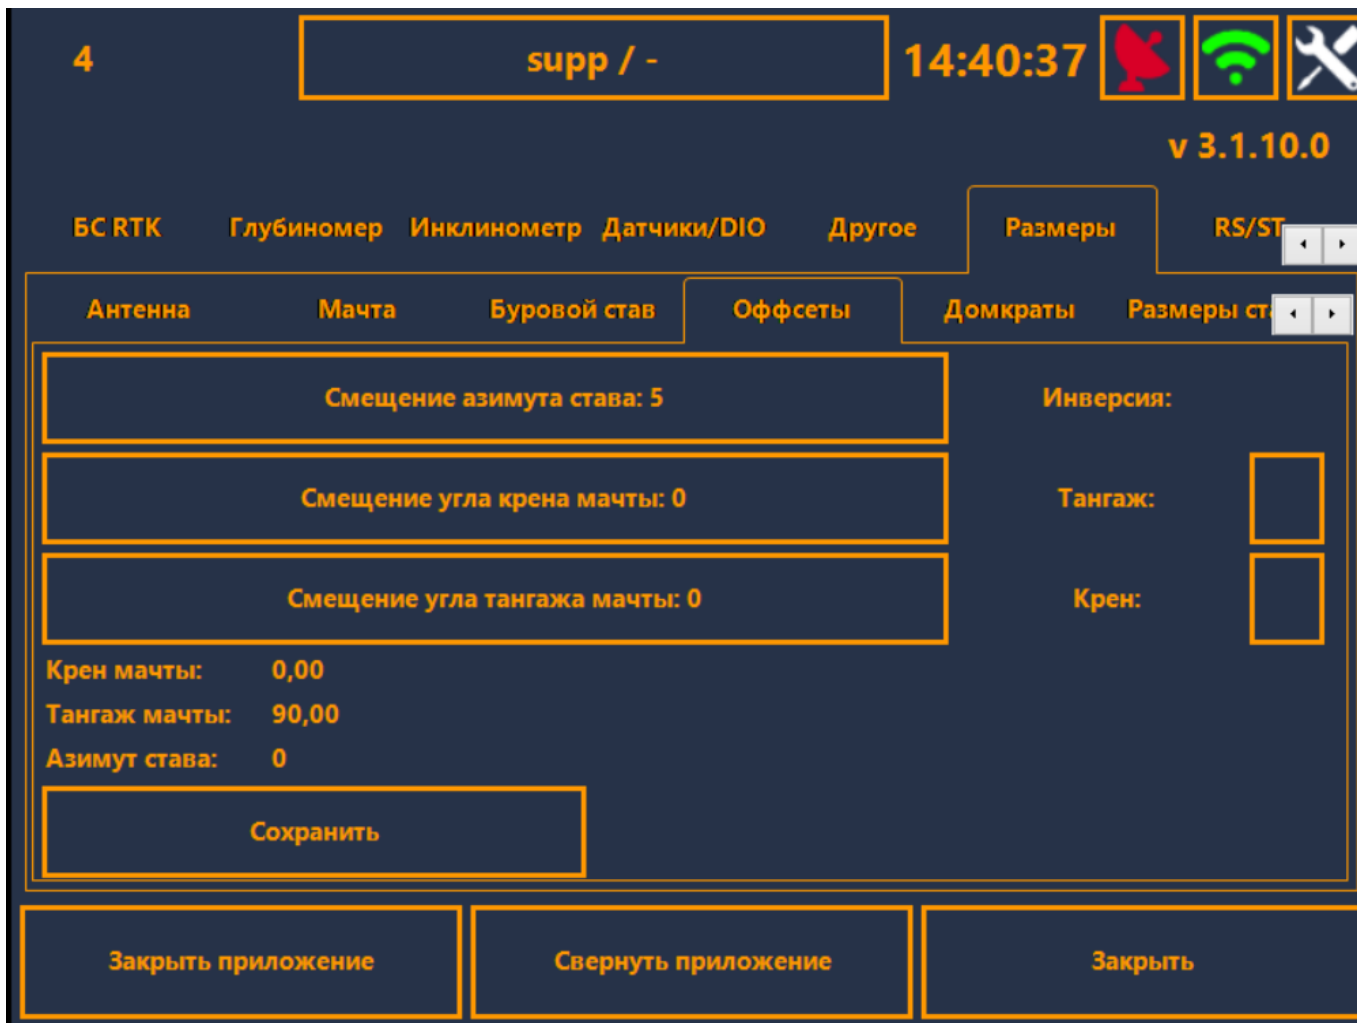 4 supp / - 14:40:37
v 3.1.10.0
БС RTK Глубиномер Инклинометр Датчики/DIO Другое Размеры RS/ST
Антенна Мачта Буровой став Оффсеты Домкраты Размеры ста
Смещение азимута става: 5 Инверсия:
Смещение угла крена мачты: 0 Тангаж:
Смещение угла тангажа мачты: 0 Крен:
Крен мачты: 0,00
Тангаж мачты: 90,00
Азимут става: 0
Сохранить
Закрыть приложение Свернуть приложение Закрыть